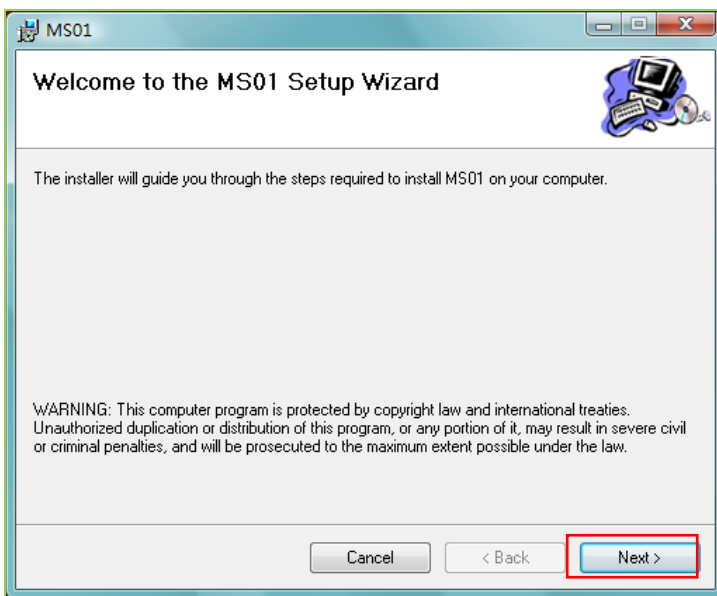 MS01
Welcome to the MS01 Setup Wizard
The installer will guide you through the steps required to install MS01 on your computer.
WARNING: This computer program is protected by copyright law and international treaties.
Unauthorized duplication or distribution of this program, or any portion of it, may result in severe civil
or criminal penalties, and will be prosecuted to the maximum extent possible under the law.
Cancel
< Back
Next >